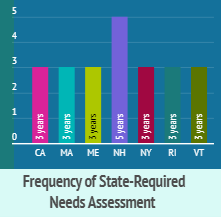 5
4
3
2
1
0
3 years
3 years
3 years
5 years
3 years
3 years
3 years
CA MA ME NH NY RI VT
Frequency of State-Required
Needs Assessment